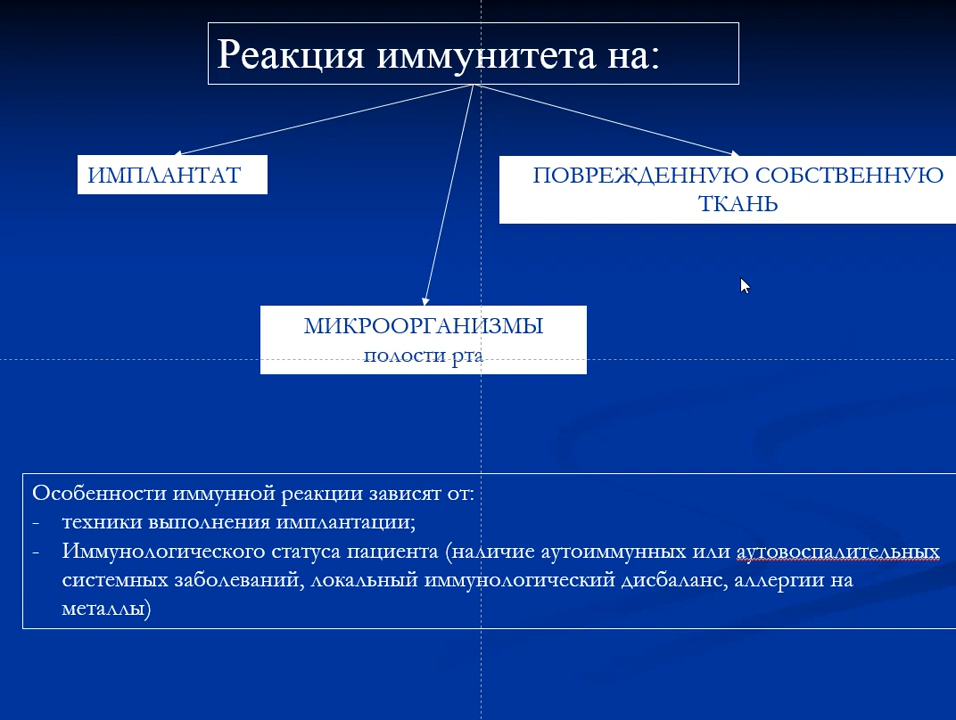 Реакция иммунитета на:
ИМПЛАНТАТ
ПОВРЕЖДЕННУЮ СОБСТВЕННУЮ
ТКАНЬ
МИКРООРГАНИЗМЫ
полости рта
Особенности иммунной реакции зависят от:
- техники выполнения имплантации;
- Иммунологического статуса пациента (наличие аутоиммунных или аутовоспалительных
системных заболеваний, локальный иммунологический дисбаланс, аллергии на
металлы)